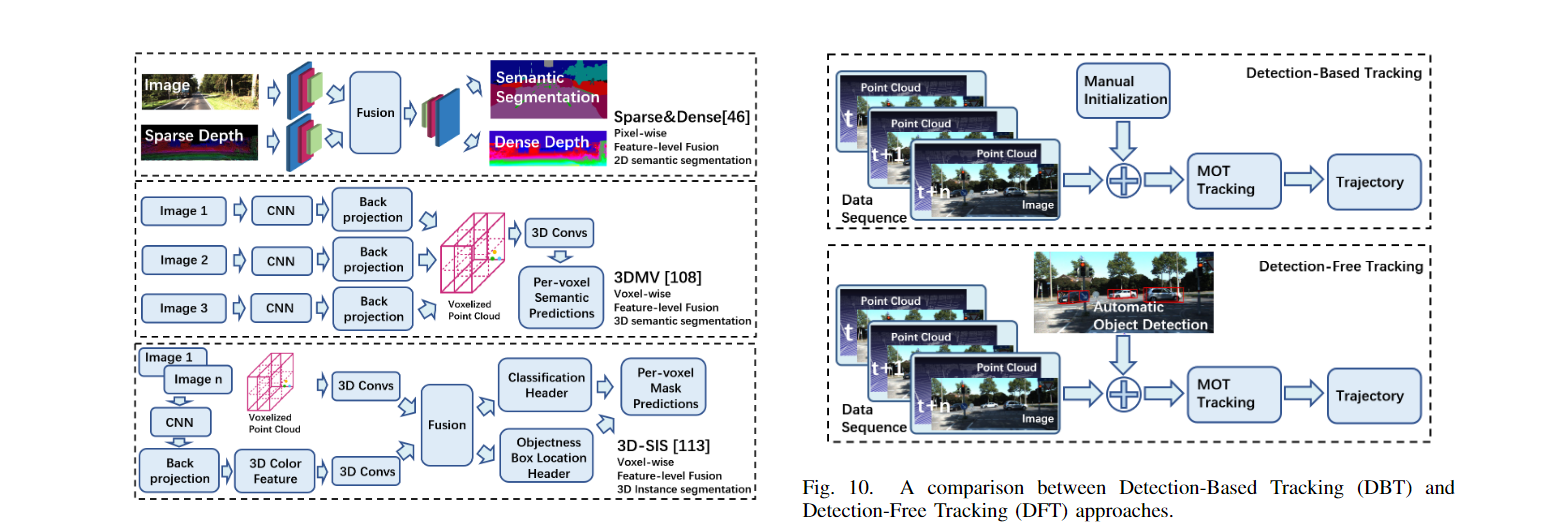 Image
Sparse Depth
Fusion
Semantic
Segmentation
Dense Depth
Sparse&Dense[46]
Pixel-wise
Feature-level Fusion
2D semantic segmentation
Image 1
CNN
Back
projection
Image 2
CNN
Back
projection
Image 3
CNN
Back
projection
Voxelized
Point Cloud
3D Convs
Per-voxel
Semantic
Predictions
3DMV [108]
Voxel-wise
Feature-level Fusion
3D semantic segmentation
Image 1
Image n
CNN
Back
projection
3D Color
Feature
3D Convs
Voxelized
Point Cloud
3D Convs
Fusion
Classification
Header
Objectness
Box Location
Header
Per-voxel
Mask
Predictions
3D-SIS [113]
Voxel-wise
Feature-level Fusion
3D Instance segmentation
Detection-Based Tracking
Point Cloud
t
Point Cloud
t+1
Point Cloud
t+n
Image
Data
Sequence
Manual
Initialization
MOT
Tracking
Trajectory
Detection-Free Tracking
Point Cloud
t
Point Cloud
t+1
Point Cloud
t+n
Image
Data
Sequence
Automatic
Object Detection
MOT
Tracking
Trajectory
Fig. 10. A comparison between Detection-Based Tracking (DBT) and
Detection-Free Tracking (DFT) approaches.